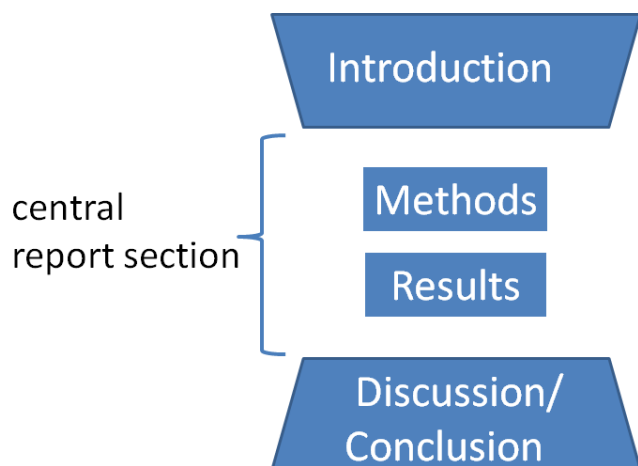 Introduction
central
report section
Methods
Results
Discussion/
Conclusion